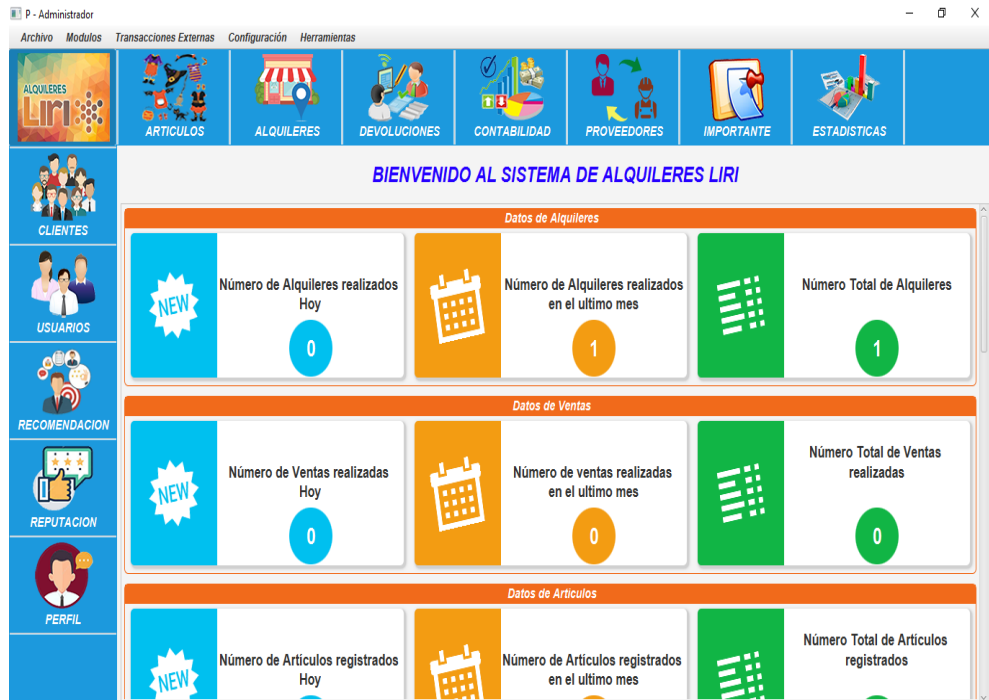 P - Administrador
Archivo Modulos Transacciones Externas Configuración Herramientas
ALQUILERES
LIRI
ARTICULOS
ALQUILERES
DEVOLUCIONES
CONTABILIDAD
PROVEEDORES
IMPORTANTE
ESTADISTICAS
CLIENTES
USUARIOS
RECOMENDACION
REPUTACION
PERFIL
BIENVENIDO AL SISTEMA DE ALQUILERES LIRI
Datos de Alquileres
NEW
Número de Alquileres realizados
Hoy
0
Número de Alquileres realizados
en el ultimo mes
1
Número Total de Alquileres
1
Datos de Ventas
NEW
Número de Ventas realizadas
Hoy
0
Número de ventas realizadas
en el ultimo mes
0
Número Total de Ventas
realizadas
0
Datos de Articulos
NEW
Número de Artículos registrados
Hoy
Número de Artículos registrados
en el ultimo mes
Número Total de Artículos
registrados